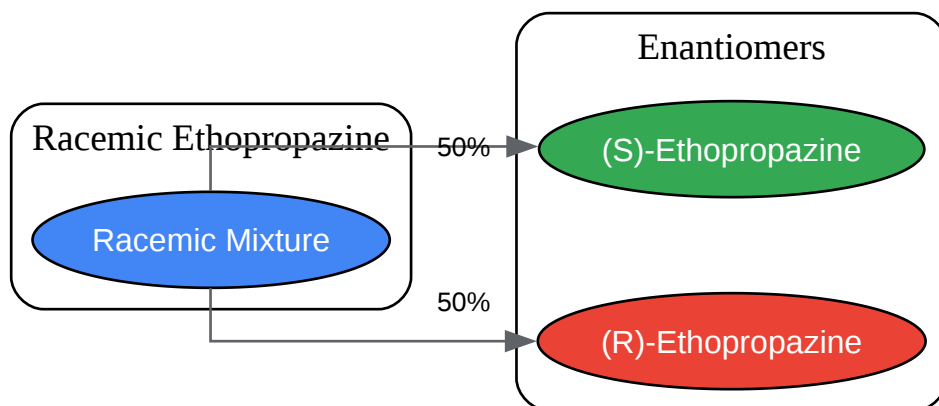 Enantiomers
Racemic Ethopropazine
50%
(S)-Ethopropazine
Racemic Mixture
50%
(R)-Ethopropazine